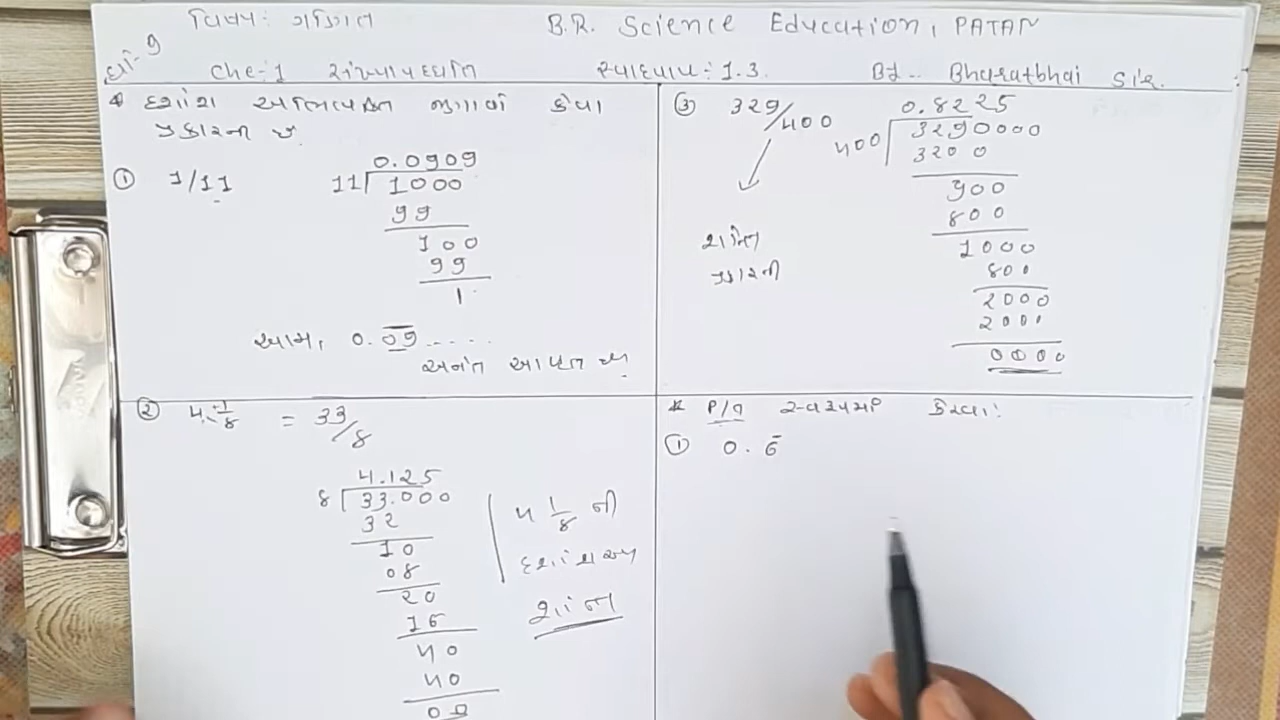 વિષય: ગણિત B.R. Science Education, PATAN
ધો-9
Che-1 સંખ્યા પદ્ધતિ સ્વાધ્યાય: 1.3. By.. Bharatbhai Sir.
* દશાંશ અભિવ્યક્તિ જણાવો કેવા
પ્રકારની છે.
① 1/11
0.0909
11 1000
99
100
99
1
આમ, 0.09.....
અનંત આવૃત છે.
② 4 1/8 = 33/8
4.125
8 33.000
32
10
08
20
16
40
40
00
4 1/8 ની
દશાંશરૂપ
શાંત
③ 329/400
0.8225
400 3290000
3200
900
800
1000
800
2000
2000
0000
શાંત
પ્રકારની
* P/q સ્વરૂપમાં ફેરવો:
① 0.6̄